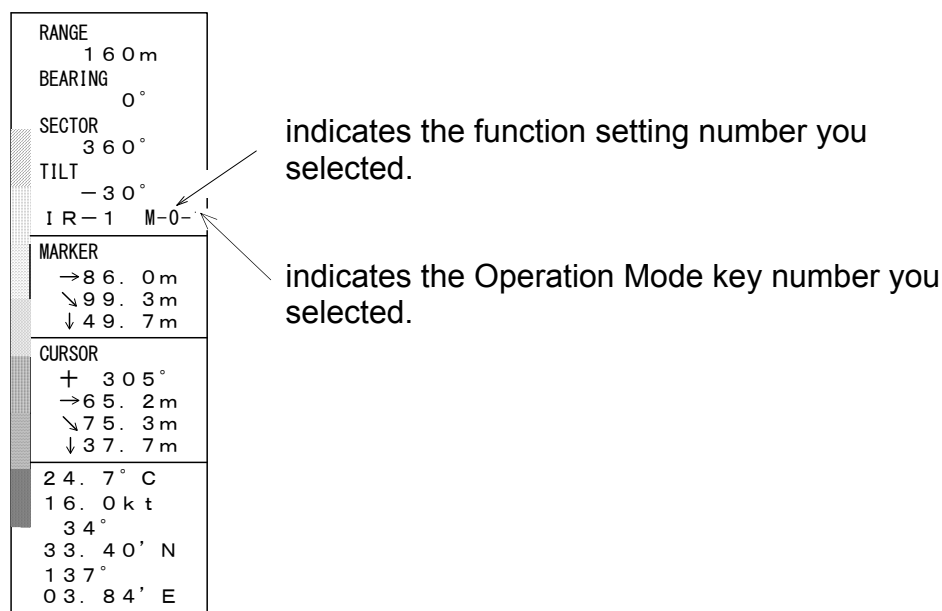 RANGE
160m
BEARING
0°
SECTOR
360°
TILT
-30°
IR-1 M-0-
MARKER
→86. 0m
↘99. 3m
↓49. 7m
CURSOR
+ 305°
→65. 2m
↘75. 3m
↓37. 7m
24. 7°C
16. 0kt
34°
33. 40' N
137°
03. 84' E
indicates the function setting number you
selected.
indicates the Operation Mode key number you
selected.